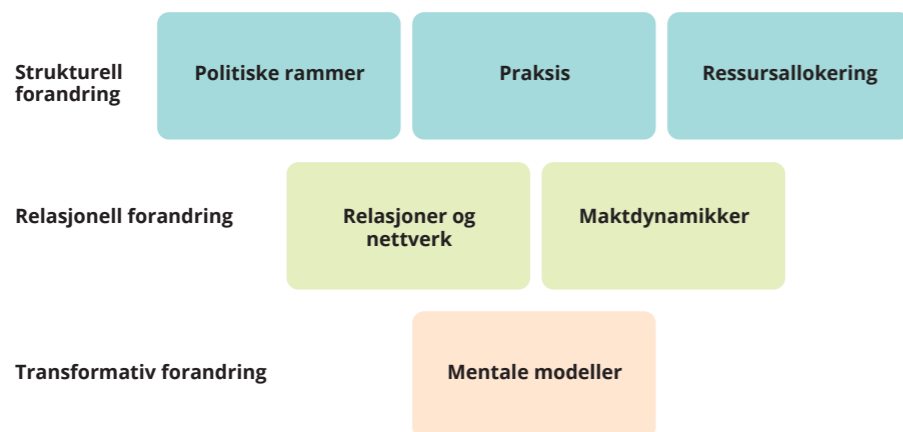 Strukturell
forandring
Politiske rammer
Praksis
Ressursallokering
Relasjonell forandring
Relasjoner og
nettverk
Maktdynamikker
Transformativ forandring
Mentale modeller